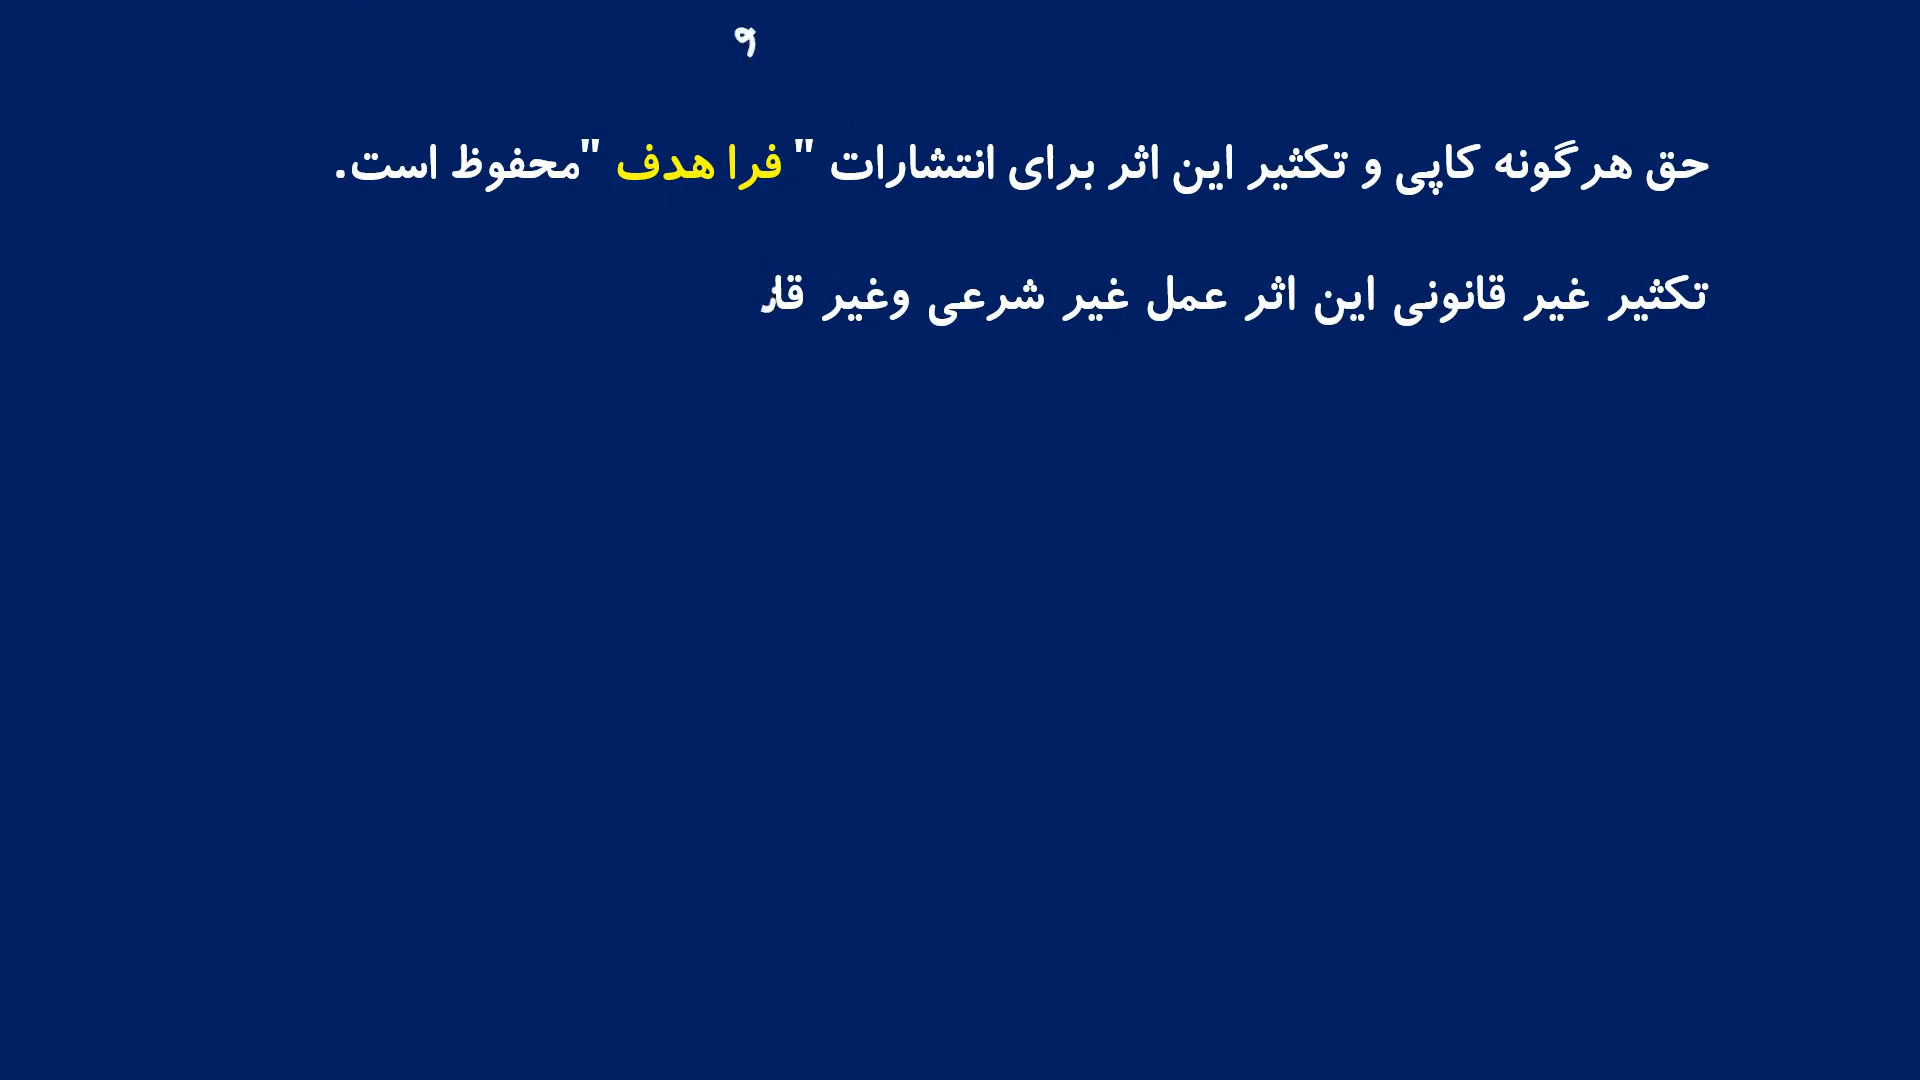 و
حق هرگونه کاپی و تکثیر این اثر برای انتشارات " فرا هدف "محفوظ است.
تکثیر غیر قانونی این اثر عمل غیر شرعی وغیر